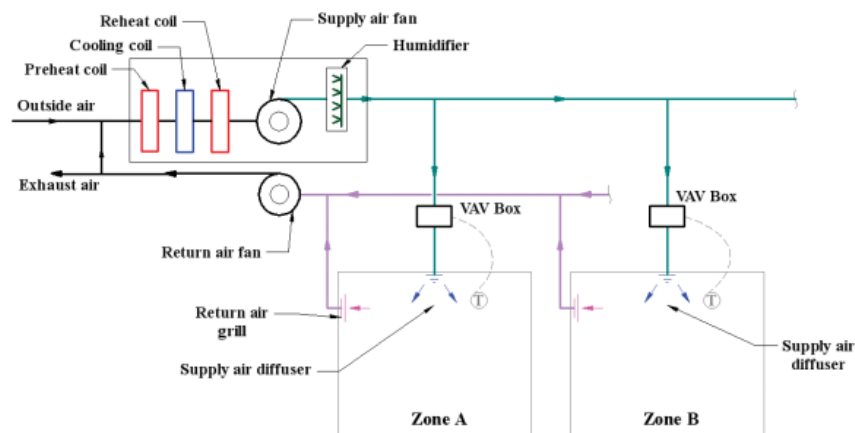 Reheat coil
Supply air fan
Cooling coil
Humidifier
Preheat coil
Outside air
Exhaust air
VAV Box
VAV Box
Return air fan
T
T
Return air
grill
Supply air diffuser
Supply air
diffuser
Zone A
Zone B